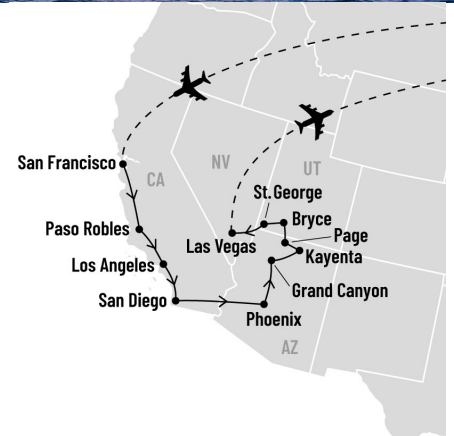 San Francisco
CA
NV
UT
St. George
Bryce
Paso Robles
Page
Las Vegas
Kayenta
Los Angeles
Grand Canyon
San Diego
Phoenix
AZ